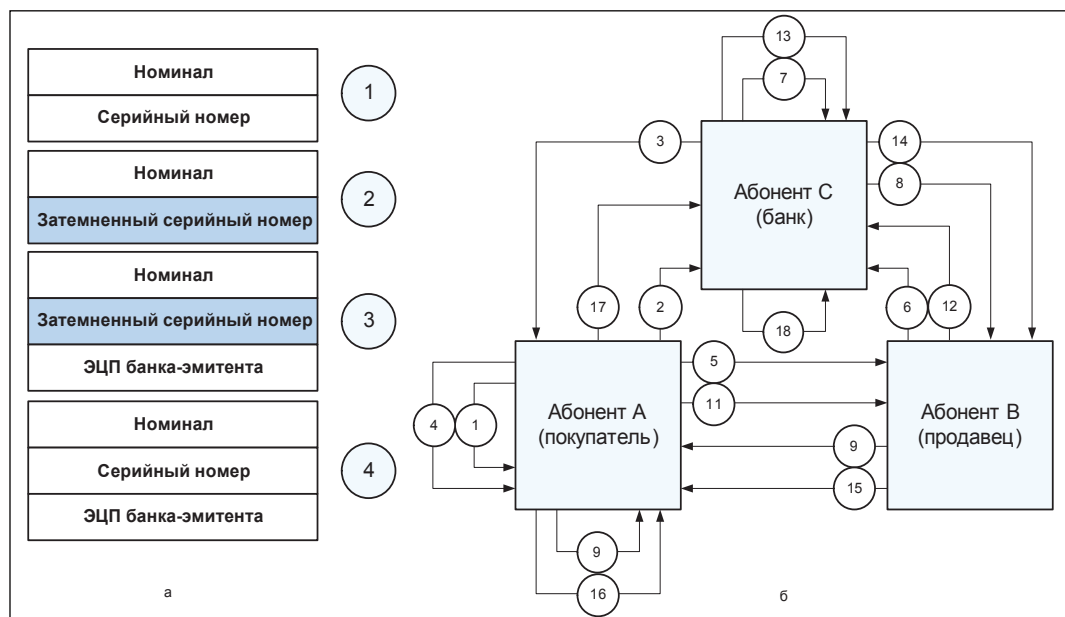 Номинал
Серийный номер
1
Номинал
Затемненный серийный номер
2
Номинал
Затемненный серийный номер
ЭЦП банка-эмитента
3
Номинал
Серийный номер
ЭЦП банка-эмитента
4
а
13
7
3
14
8
Абонент С
(банк)
17
2
6
12
18
5
11
4
1
Абонент А
(покупатель)
Абонент В
(продавец)
9
15
9
16
б